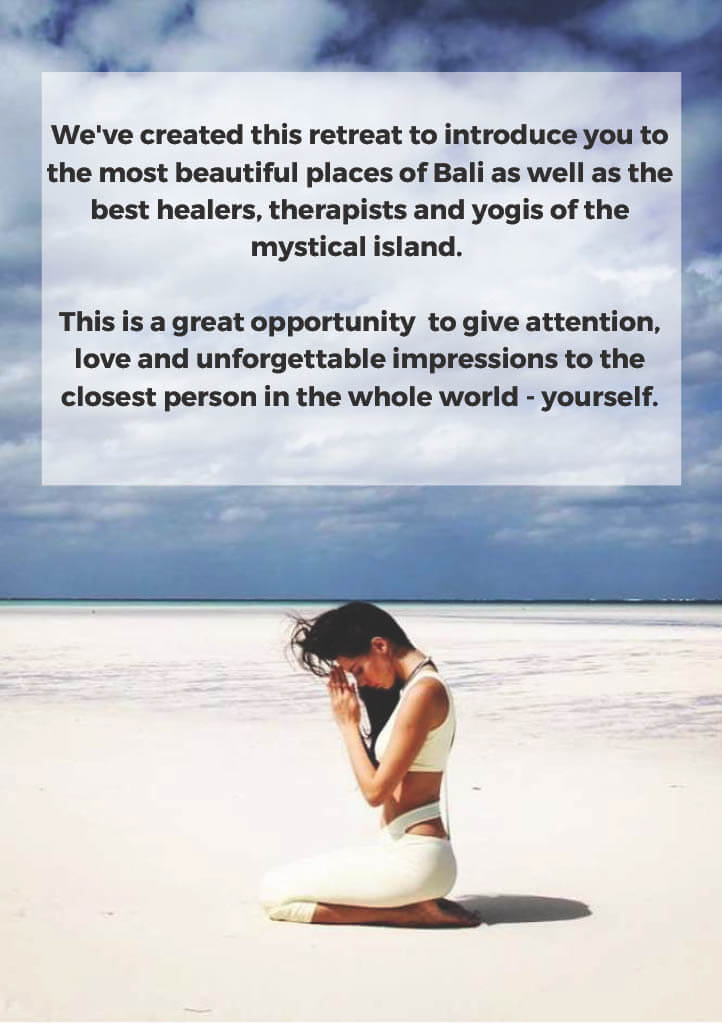 We've created this retreat to introduce you to
the most beautiful places of Bali as well as the
best healers, therapists and yogis of the
mystical island.
This is a great opportunity to give attention,
love and unforgettable impressions to the
closest person in the whole world - yourself.